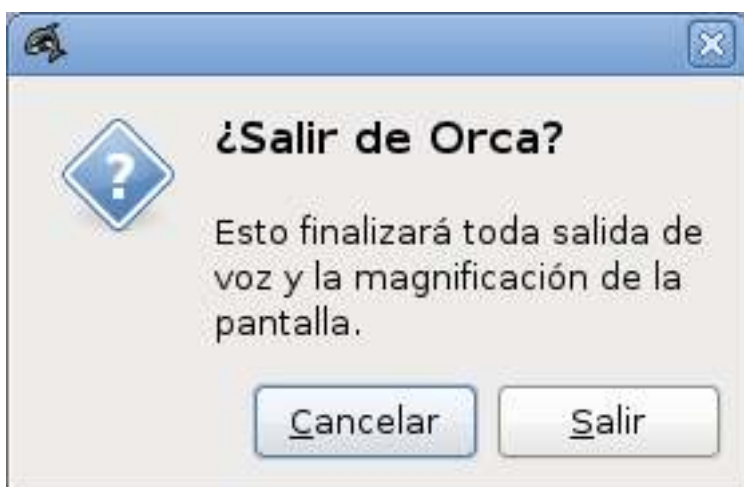 ¿Salir de Orca?
Esto finalizará toda salida de
voz y la magnificación de la
pantalla.
Cancelar
Salir